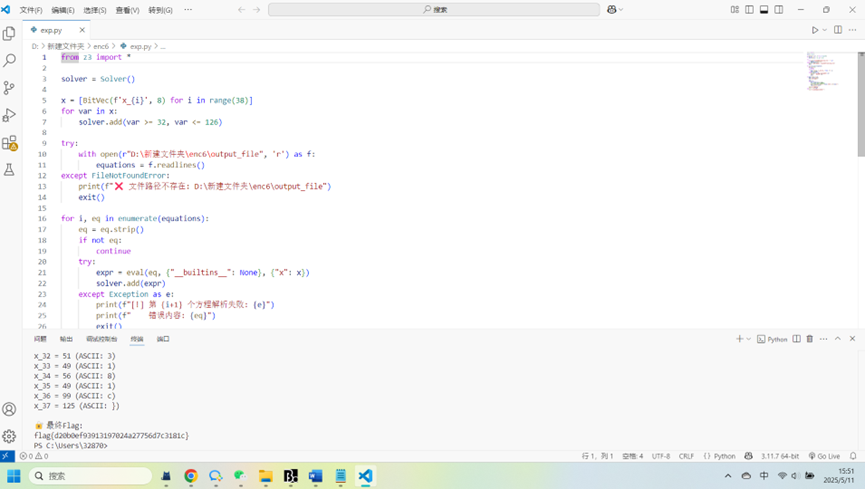 文件(F) 编辑(E) 选择(S) 查看(V) 转到(G) ··· 搜索
exp.py
D: > 新建文件夹 > enc6 > exp.py > ...
1 from z3 import *
2
3 solver = Solver()
4
5 x = [BitVec(f'x_{i}', 8) for i in range(38)]
6 for var in x:
7 solver.add(var >= 32, var <= 126)
8
9 try:
10 with open(r"D:\新建文件夹\enc6\output_file", 'r') as f:
11 equations = f.readlines()
12 except FileNotFoundError:
13 print(f"❌ 文件路径不存在: D:\新建文件夹\enc6\output_file")
14 exit()
15
16 for i, eq in enumerate(equations):
17 eq = eq.strip()
18 if not eq:
19 continue
20 try:
21 expr = eval(eq, {"__builtins__": None}, {"x": x})
22 solver.add(expr)
23 except Exception as e:
24 print(f"[!] 第 {i+1} 个方程解析失败: {e}")
25 print(f" 错误内容: {eq}")
26 exit()
问题 输出 调试控制台 终端 端口 Python
x_32 = 51 (ASCII: 3)
x_33 = 49 (ASCII: 1)
x_34 = 56 (ASCII: 8)
x_35 = 49 (ASCII: 1)
x_36 = 99 (ASCII: c)
x_37 = 125 (ASCII: })
最终Flag:
flag{d20b0ef93913197024a27756d7c3181c}
PS C:\Users\32870>
0 0 行 1，列 1 空格: 4 UTF-8 CRLF {} Python 3.11.7 64-bit Go Live
搜索 中 15:51
2025/5/11